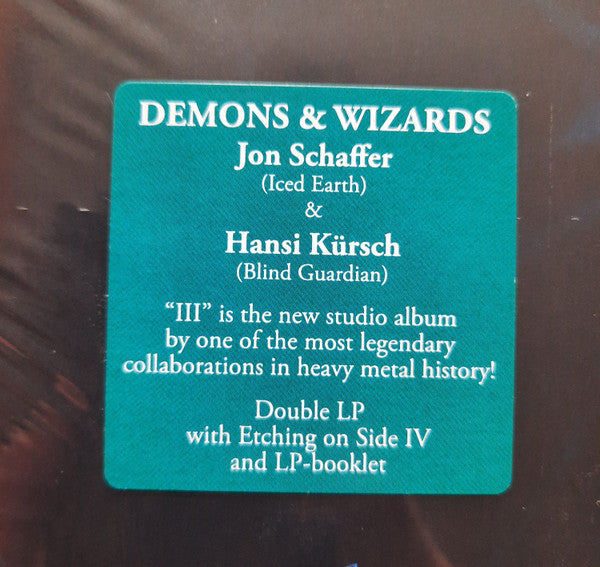 DEMONS & WIZARDS
Jon Schaffer
(Iced Earth)
&
Hansi Kürsch
(Blind Guardian)
“III” is the new studio album
by one of the most legendary
collaborations in heavy metal history!
Double LP
with Etching on Side IV
and LP-booklet